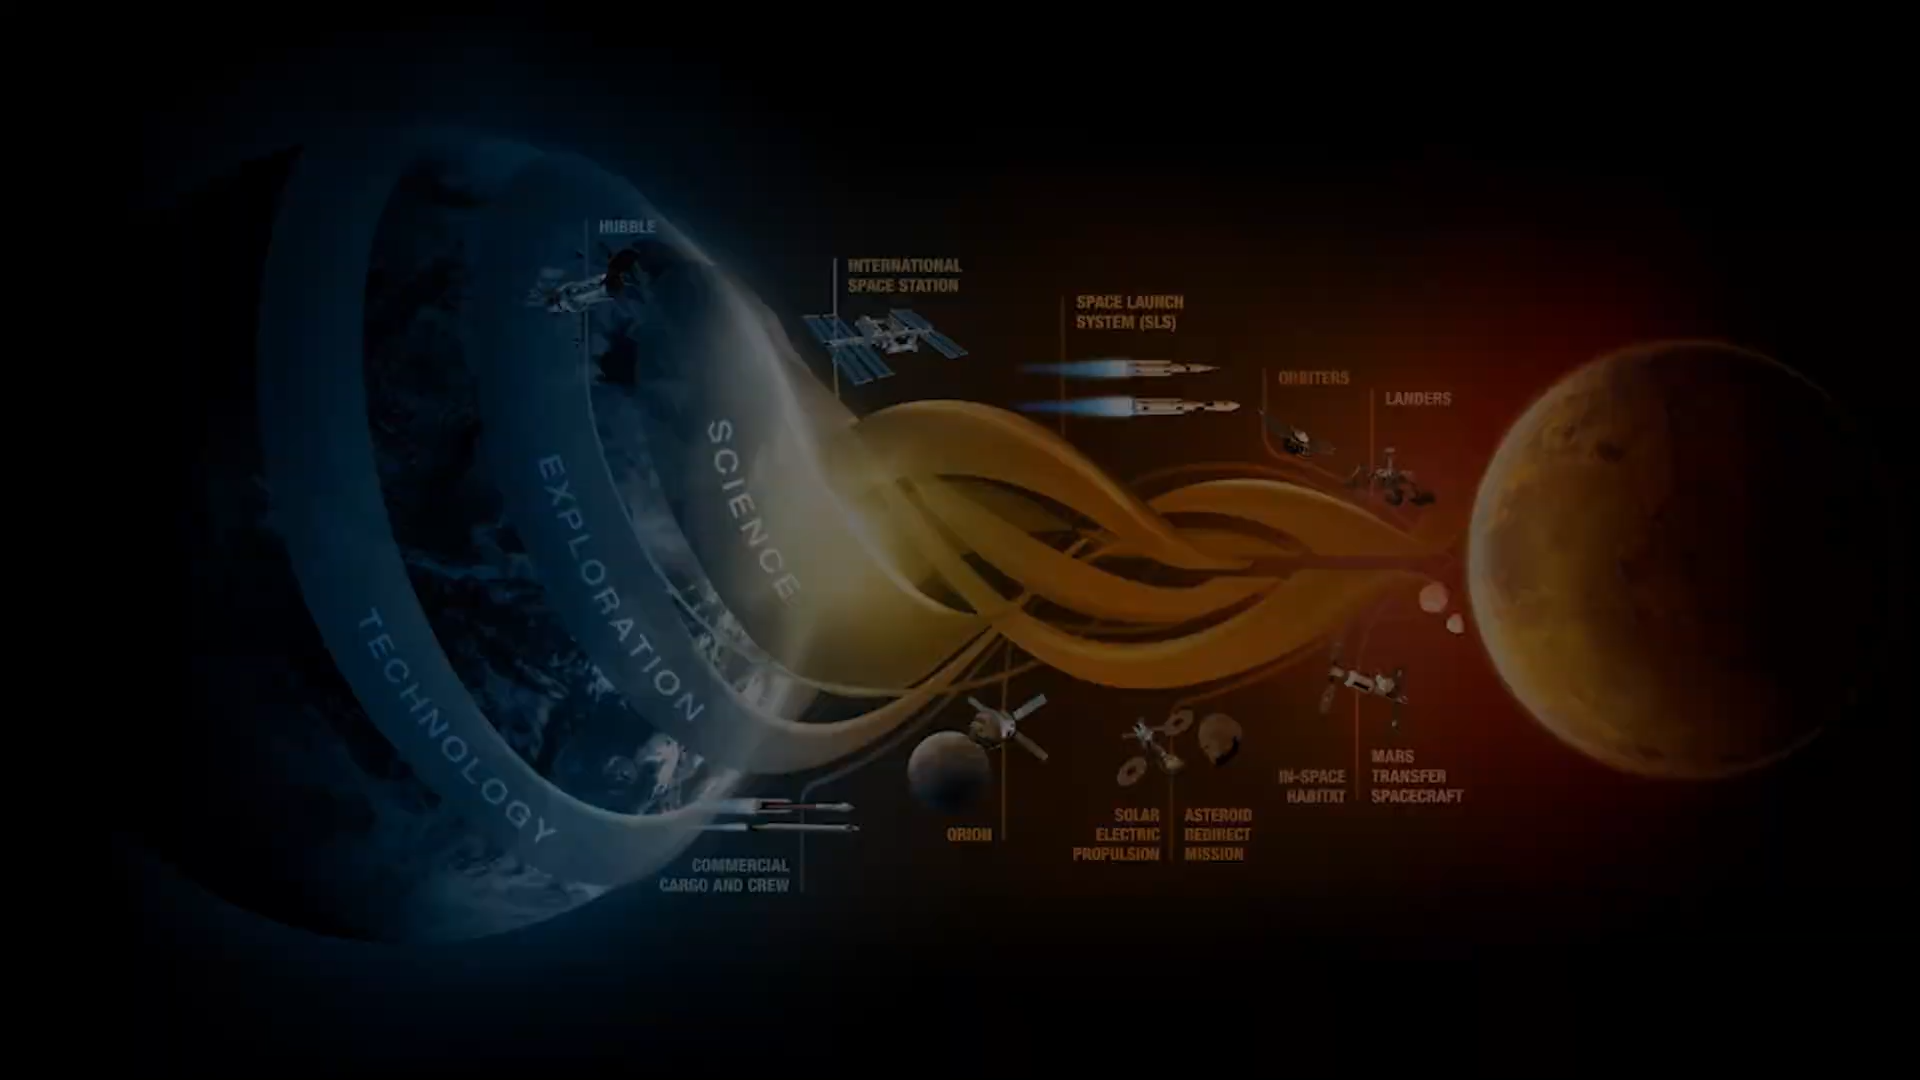 HUBBLE
INTERNATIONAL
SPACE STATION
SPACE LAUNCH
SYSTEM (SLS)
ORBITERS
LANDERS
SCIENCE
EXPLORATION
TECHNOLOGY
COMMERCIAL
CARGO AND CREW
ORION
SOLAR
ELECTRIC
PROPULSION
ASTEROID
REDIRECT
MISSION
IN-SPACE
HABITAT
MARS
TRANSFER
SPACECRAFT